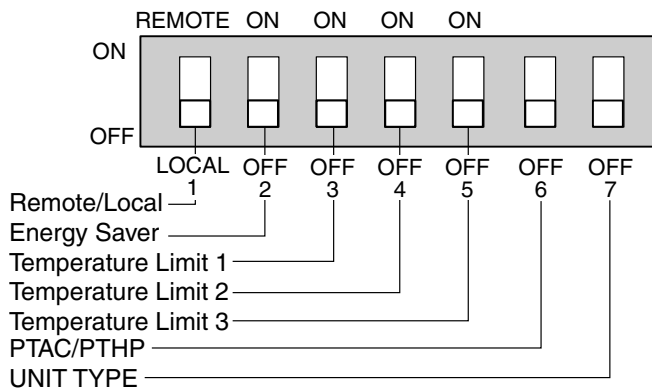 REMOTE ON ON ON ON
ON
OFF
LOCAL OFF OFF OFF OFF OFF OFF
1 2 3 4 5 6 7
Remote/Local
Energy Saver
Temperature Limit 1
Temperature Limit 2
Temperature Limit 3
PTAC/PTHP
UNIT TYPE